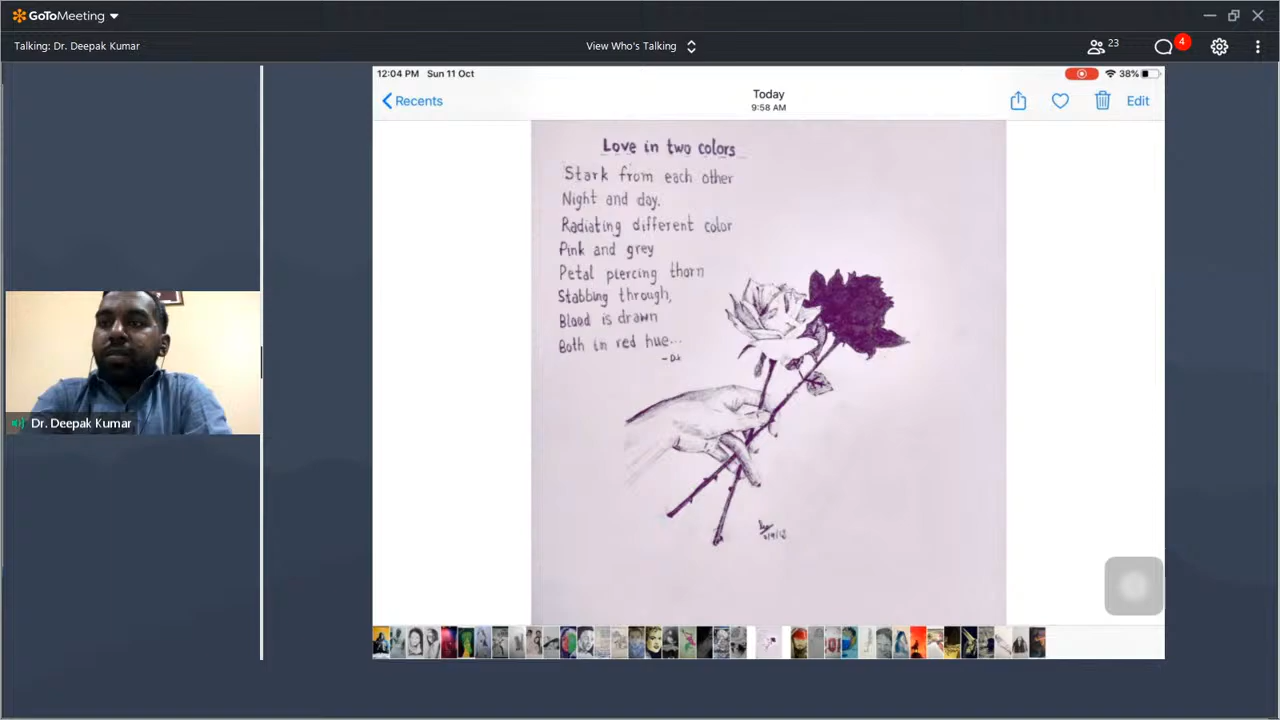 GoToMeeting
Talking: Dr. Deepak Kumar
View Who's Talking
23
4
12:04 PM Sun 11 Oct
38%
Recents
Today
9:58 AM
Edit
Love in two colors
Stark from each other
Night and day.
Radiating different color
Pink and grey
Petal piercing thorn
Stabbing through,
Blood is drawn
Both in red hue...
Dr. Deepak Kumar